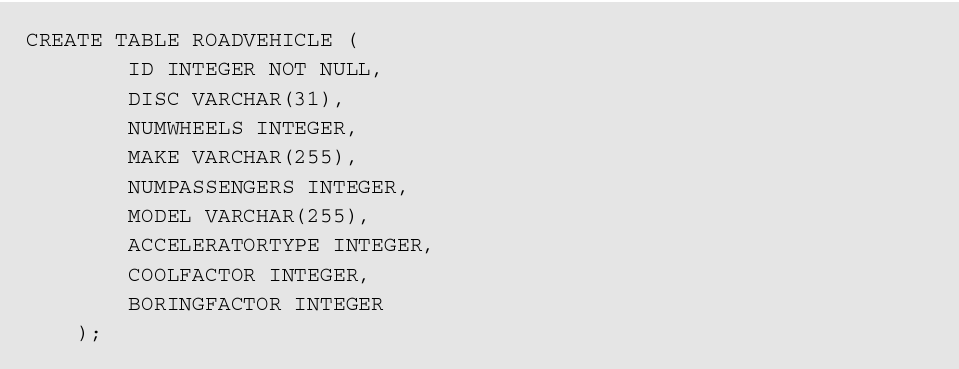 CREATE TABLE ROADVEHICLE (
ID INTEGER NOT NULL,
DISC VARCHAR(31),
NUMWHEELS INTEGER,
MAKE VARCHAR(255),
NUMPASSENGERS INTEGER,
MODEL VARCHAR(255),
ACCELERATORTYPE INTEGER,
COOLFACTOR INTEGER,
BORINGFACTOR INTEGER
);